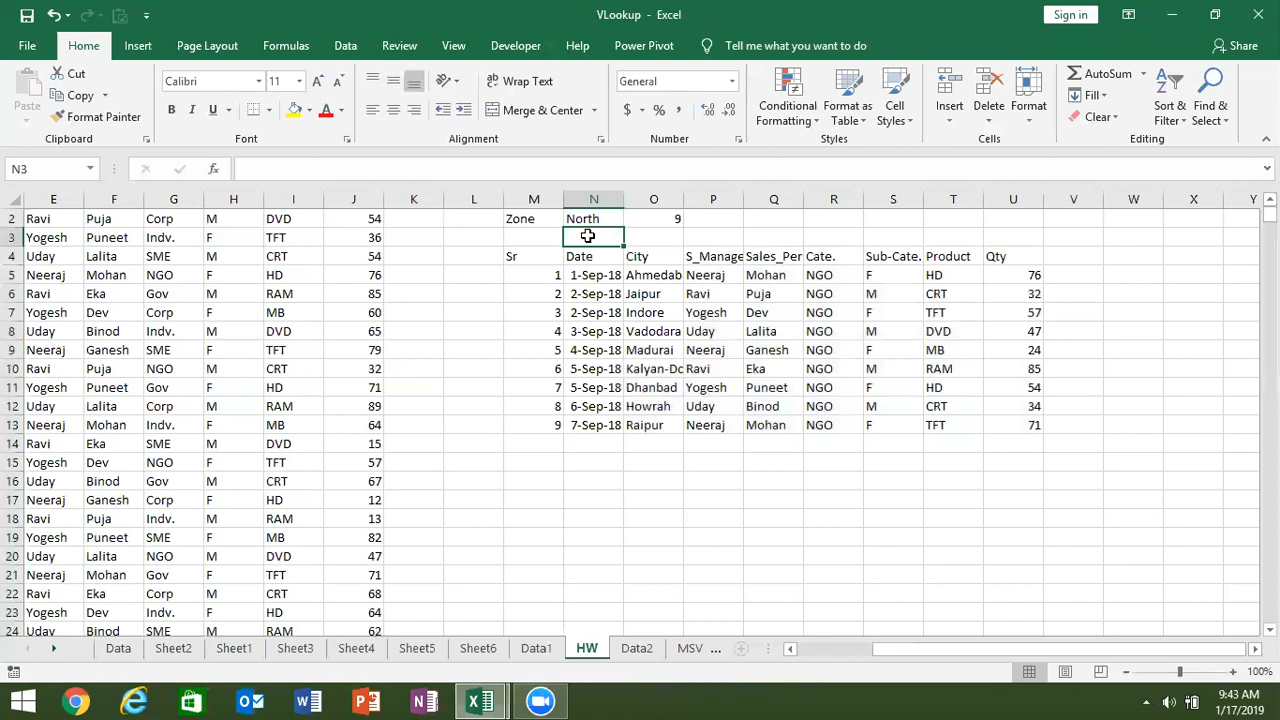 VLookup - Excel
Sign in
File Home Insert Page Layout Formulas Data Review View Developer Help Power Pivot Tell me what you want to do Share
Paste
Cut
Copy
Format Painter
Clipboard
Calibri 11
B I U
Font
Wrap Text
Merge & Center
Alignment
General
$ % ,
Number
Conditional Formatting
Format as Table
Cell Styles
Styles
Insert Delete Format
Cells
AutoSum
Fill
Clear
Sort & Filter
Find & Select
Editing
N3 fx
E F G H I J K L M N O P Q R S T U V W X Y
2 Ravi Puja Corp M DVD 54 Zone North 9
3 Yogesh Puneet Indv. F TFT 36
4 Uday Lalita SME M CRT 54 Sr Date City S_Manage Sales_Per Cate. Sub-Cate. Product Qty
5 Neeraj Mohan NGO F HD 76 1 1-Sep-18 Ahmedab Neeraj Mohan NGO F HD 76
6 Ravi Eka Gov M RAM 85 2 2-Sep-18 Jaipur Ravi Puja NGO M CRT 32
7 Yogesh Dev Corp F MB 60 3 2-Sep-18 Indore Yogesh Dev NGO F TFT 57
8 Uday Binod Indv. M DVD 65 4 3-Sep-18 Vadodara Uday Lalita NGO M DVD 47
9 Neeraj Ganesh SME F TFT 79 5 4-Sep-18 Madurai Neeraj Ganesh NGO F MB 24
10 Ravi Puja NGO M CRT 32 6 5-Sep-18 Kalyan-Do Ravi Eka NGO M RAM 85
11 Yogesh Puneet Gov F HD 71 7 5-Sep-18 Dhanbad Yogesh Puneet NGO F HD 54
12 Uday Lalita Corp M RAM 89 8 6-Sep-18 Howrah Uday Binod NGO M CRT 34
13 Neeraj Mohan Indv. F MB 64 9 7-Sep-18 Raipur Neeraj Mohan NGO F TFT 71
14 Ravi Eka SME M DVD 15
15 Yogesh Dev NGO F TFT 57
16 Uday Binod Gov M CRT 67
17 Neeraj Ganesh Corp F HD 12
18 Ravi Puja Indv. M RAM 13
19 Yogesh Puneet SME F MB 82
20 Uday Lalita NGO M DVD 47
21 Neeraj Mohan Gov F TFT 71
22 Ravi Eka Corp M CRT 68
23 Yogesh Dev Indv. F HD 64
24 Uday Binod SME M RAM 62
Data Sheet2 Sheet1 Sheet3 Sheet4 Sheet5 Sheet6 Data1 HW Data2 MSV ...
100%
9:43 AM
1/17/2019